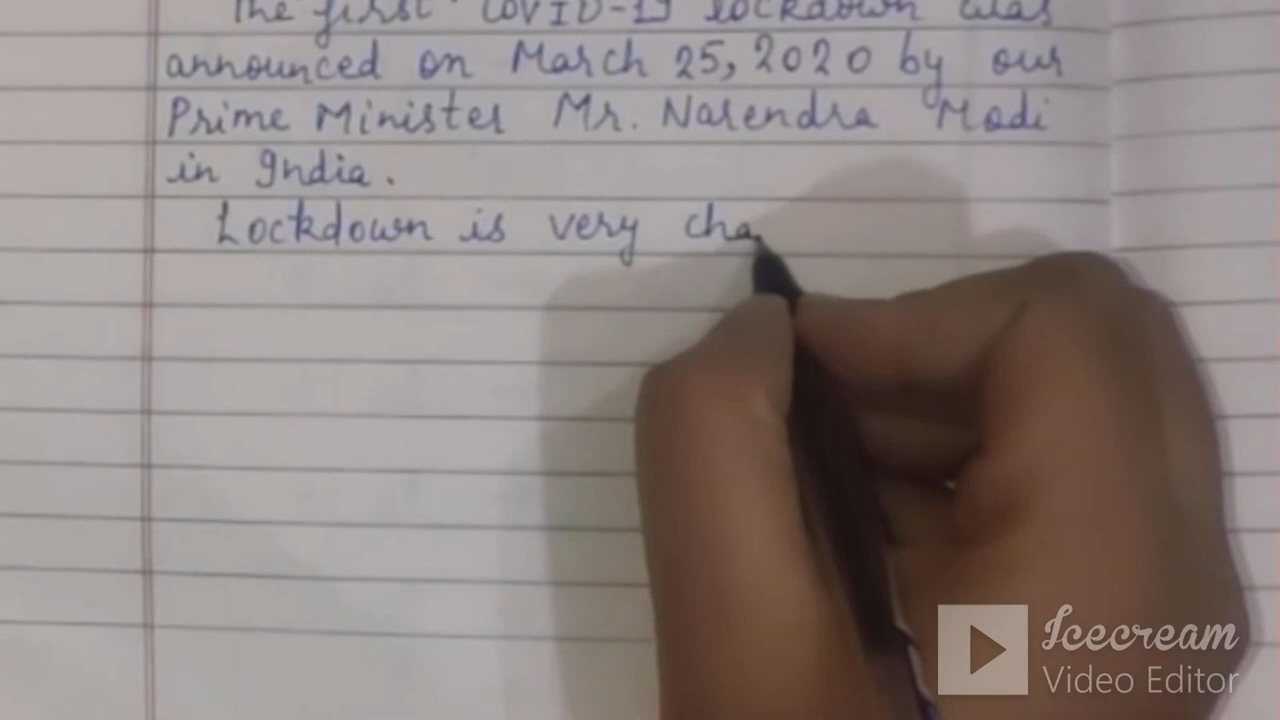 The first COVID-19 lockdown was
announced on March 25, 2020 by our
Prime Minister Mr. Narendra Modi
in India.
Lockdown is very cha
Icecream
Video Editor